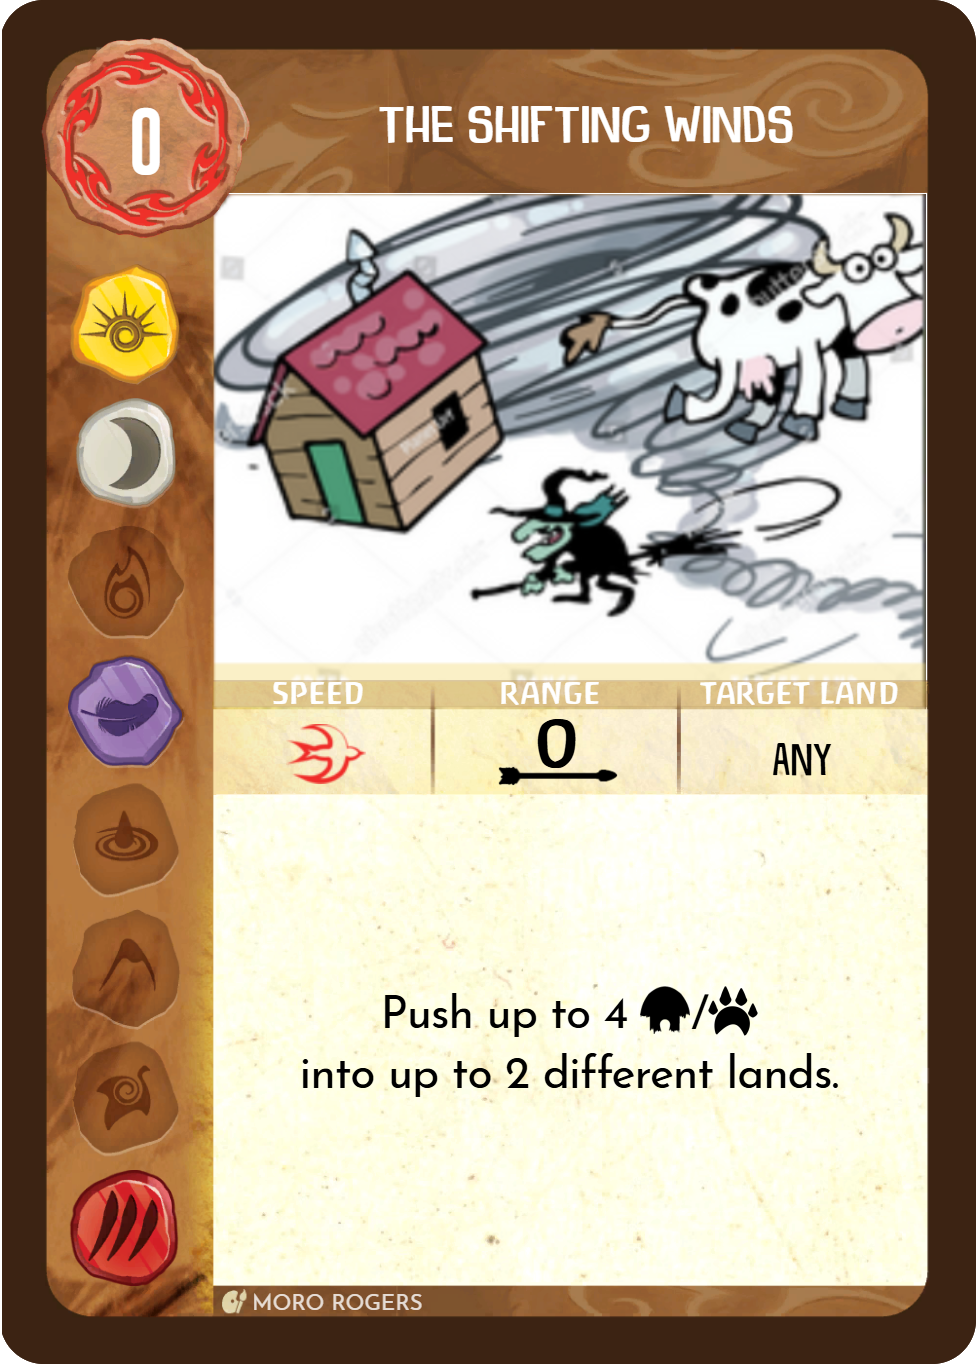 0
THE SHIFTING WINDS
SPEED
RANGE
TARGET LAND
0
ANY
Push up to 4 /
into up to 2 different lands.
MORO ROGERS